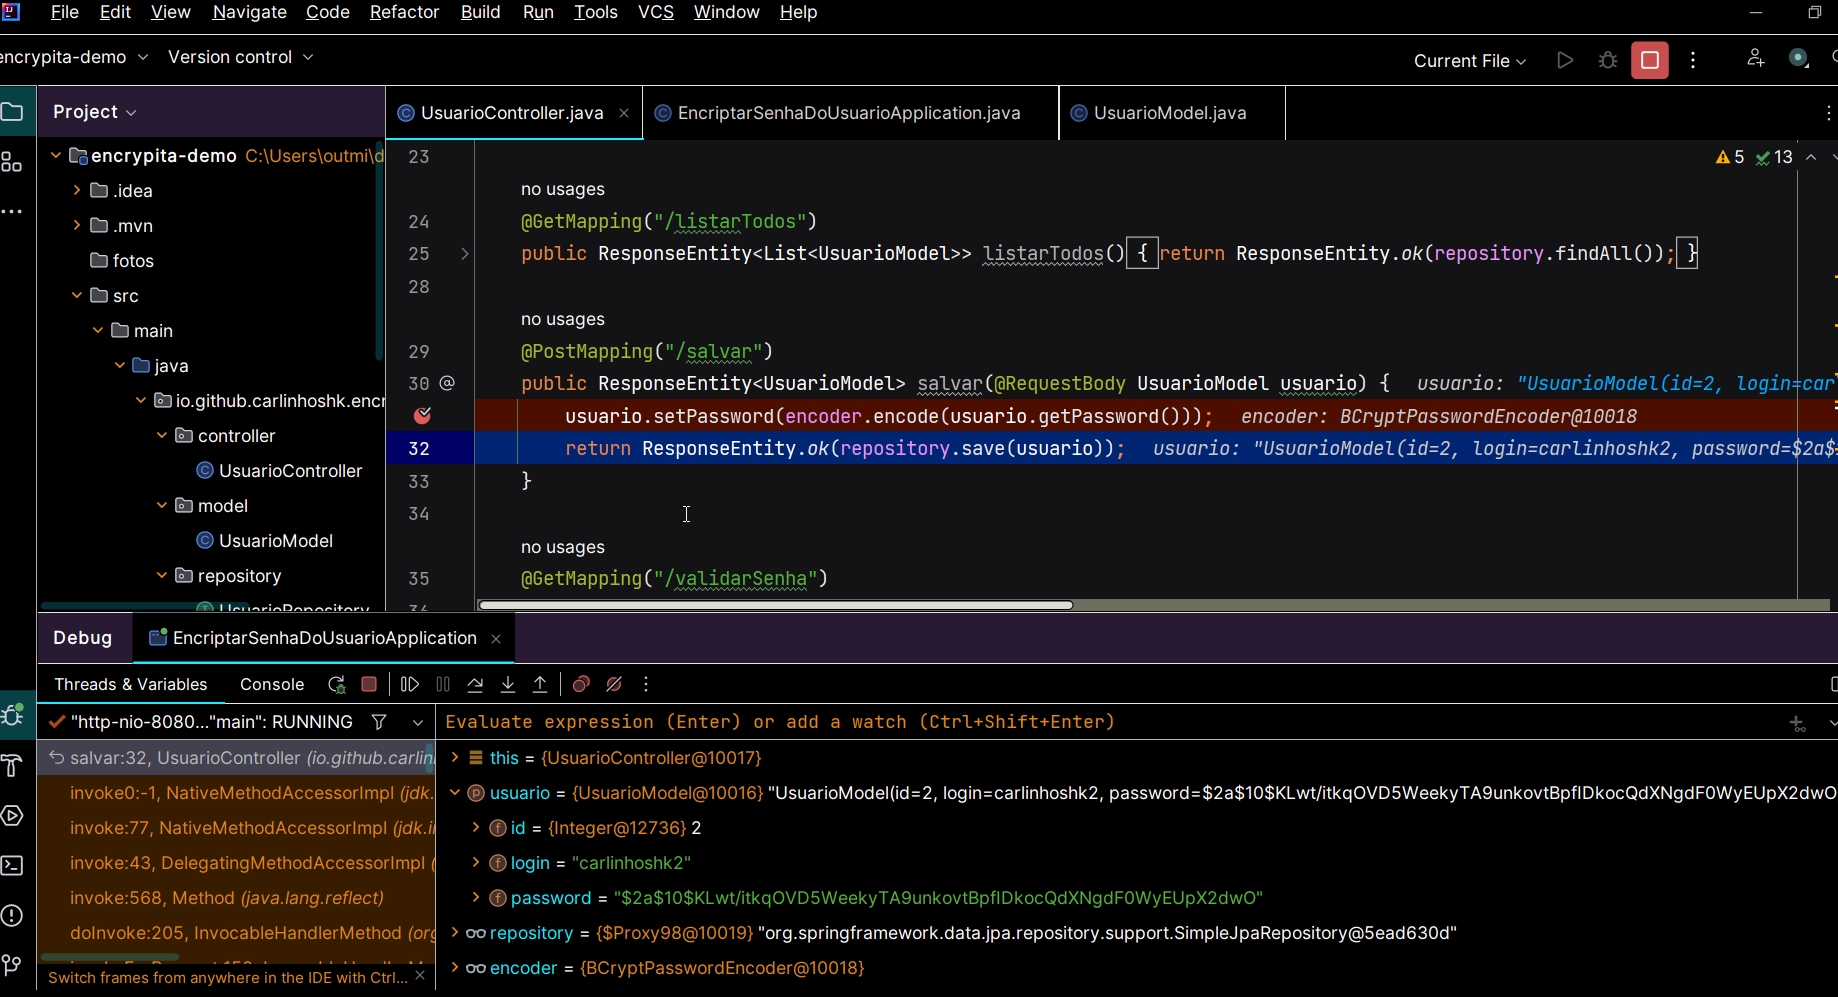 File Edit View Navigate Code Refactor Build Run Tools VCS Window Help
encrypita-demo Version control Current File
Project
UsuarioController.java EncriptarSenhaDoUsuarioApplication.java UsuarioModel.java
encrypita-demo C:\Users\outmi\d
.idea
.mvn
fotos
src
main
java
io.github.carlinhoshk.encr
controller
UsuarioController
model
UsuarioModel
repository
UsuarioRepository
5 13
23
no usages
24 @GetMapping("/listarTodos")
25 public ResponseEntity<List<UsuarioModel>> listarTodos() { return ResponseEntity.ok(repository.findAll()); }
28
no usages
29 @PostMapping("/salvar")
30 @ public ResponseEntity<UsuarioModel> salvar(@RequestBody UsuarioModel usuario) { usuario: "UsuarioModel(id=2, login=car
usuario.setPassword(encoder.encode(usuario.getPassword())); encoder: BCryptPasswordEncoder@10018
32 return ResponseEntity.ok(repository.save(usuario)); usuario: "UsuarioModel(id=2, login=carlinhoshk2, password=$2a$
33 }
34
no usages
35 @GetMapping("/validarSenha")
36
Debug EncriptarSenhaDoUsuarioApplication
Threads & Variables Console
"http-nio-8080..."main": RUNNING
salvar:32, UsuarioController (io.github.carlin
invoke0:-1, NativeMethodAccessorImpl (jdk.
invoke:77, NativeMethodAccessorImpl (jdk.i
invoke:43, DelegatingMethodAccessorImpl (
invoke:568, Method (java.lang.reflect)
doInvoke:205, InvocableHandlerMethod (org
Switch frames from anywhere in the IDE with Ctrl...
Evaluate expression (Enter) or add a watch (Ctrl+Shift+Enter)
this = {UsuarioController@10017}
usuario = {UsuarioModel@10016} "UsuarioModel(id=2, login=carlinhoshk2, password=$2a$10$KLwt/itkqOVD5WeekyTA9unkovtBpflDkocQdXNgdF0WyEUpX2dwO
id = {Integer@12736} 2
login = "carlinhoshk2"
password = "$2a$10$KLwt/itkqOVD5WeekyTA9unkovtBpflDkocQdXNgdF0WyEUpX2dwO"
repository = {$Proxy98@10019} "org.springframework.data.jpa.repository.support.SimpleJpaRepository@5ead630d"
encoder = {BCryptPasswordEncoder@10018}